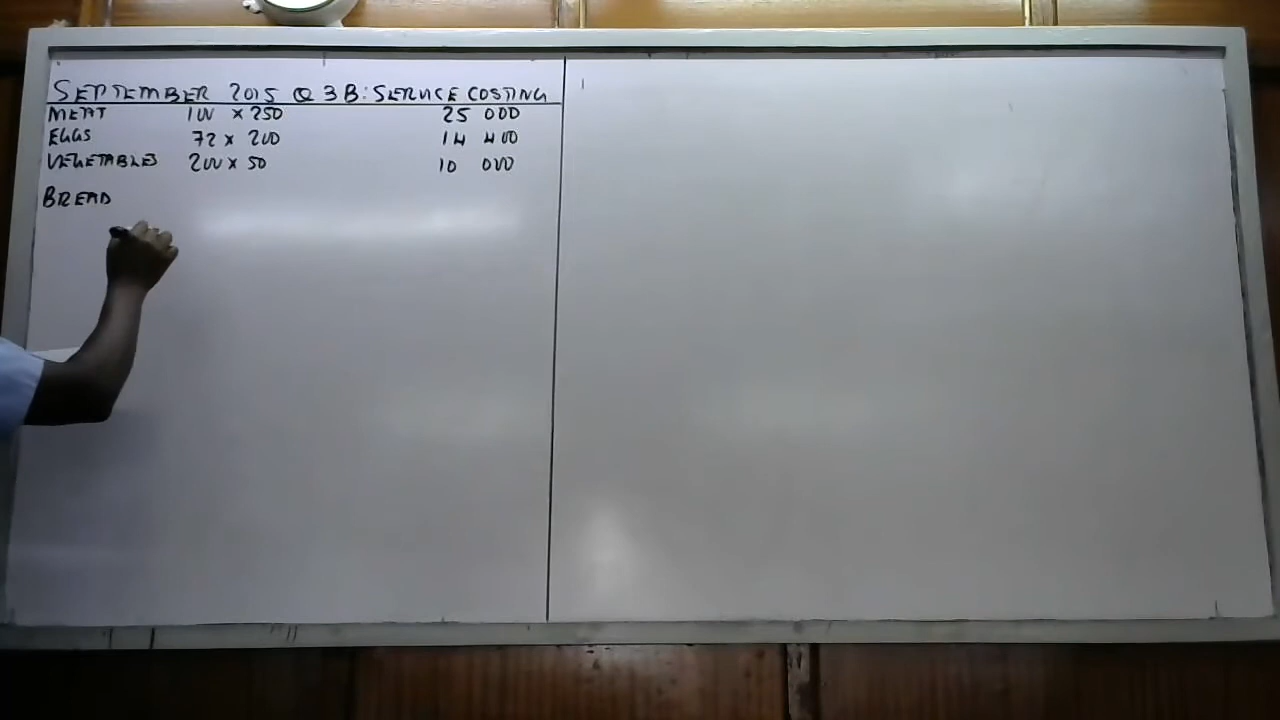 SEPTEMBER 2015 Q 3B: SERVICE COSTING
MEAT 100 × 250 25 000
EGGS 72 × 200 14 400
VEGETABLES 200 × 50 10 000
BREAD